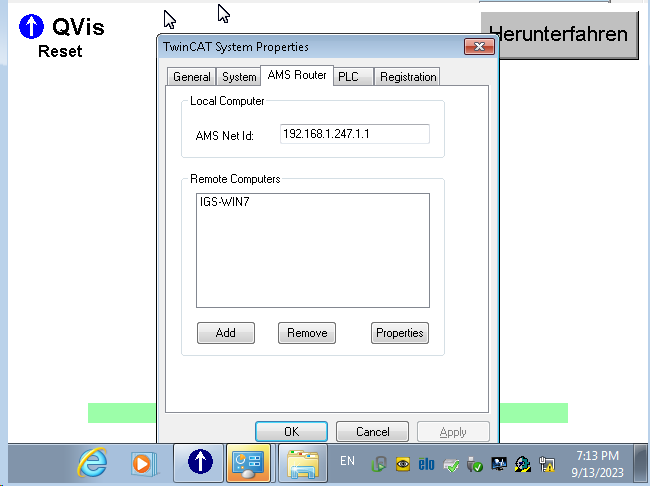 QVis
Reset
Herunterfahren
TwinCAT System Properties
General System AMS Router PLC Registration
Local Computer
AMS Net Id: 192.168.1.247.1.1
Remote Computers
IGS-WIN7
Add Remove Properties
OK Cancel Apply
EN elo 7:13 PM
9/13/2023